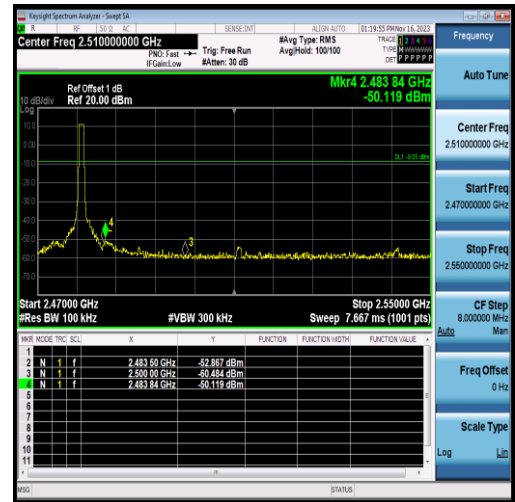 Keysight Spectrum Analyzer - Swept SA
R RF 50 Ω AC SENSE:INT ALIGN AUTO 01:19:55 PM Nov 16, 2023
Center Freq 2.510000000 GHz
PNO: Fast
IFGain:Low
Trig: Free Run
#Atten: 30 dB
#Avg Type: RMS
Avg|Hold: 100/100
TRACE 1 2 3 4 5 6
TYPE M W W W W W
DET P P P P P P
Frequency
Ref Offset 1 dB
Ref 20.00 dBm
10 dB/div
Log
Mkr4 2.483 84 GHz
-50.119 dBm
10.0
0.00
-10.0
-20.0
-30.0
-40.0
-50.0
-60.0
-70.0
4
3
Start 2.47000 GHz
#Res BW 100 kHz
#VBW 300 kHz
Stop 2.55000 GHz
Sweep 7.667 ms (1001 pts)
MKR MODE TRC SCL X Y FUNCTION FUNCTION WIDTH FUNCTION VALUE
1
2 N 1 f 2.483 50 GHz -52.867 dBm
3 N 1 f 2.500 00 GHz -60.484 dBm
4 N 1 f 2.483 84 GHz -50.119 dBm
5
6
7
8
9
10
11
MSG
STATUS
Auto Tune
Center Freq
2.510000000 GHz
Start Freq
2.470000000 GHz
Stop Freq
2.550000000 GHz
CF Step
8.000000 MHz
Auto Man
Freq Offset
0 Hz
Scale Type
Log Lin